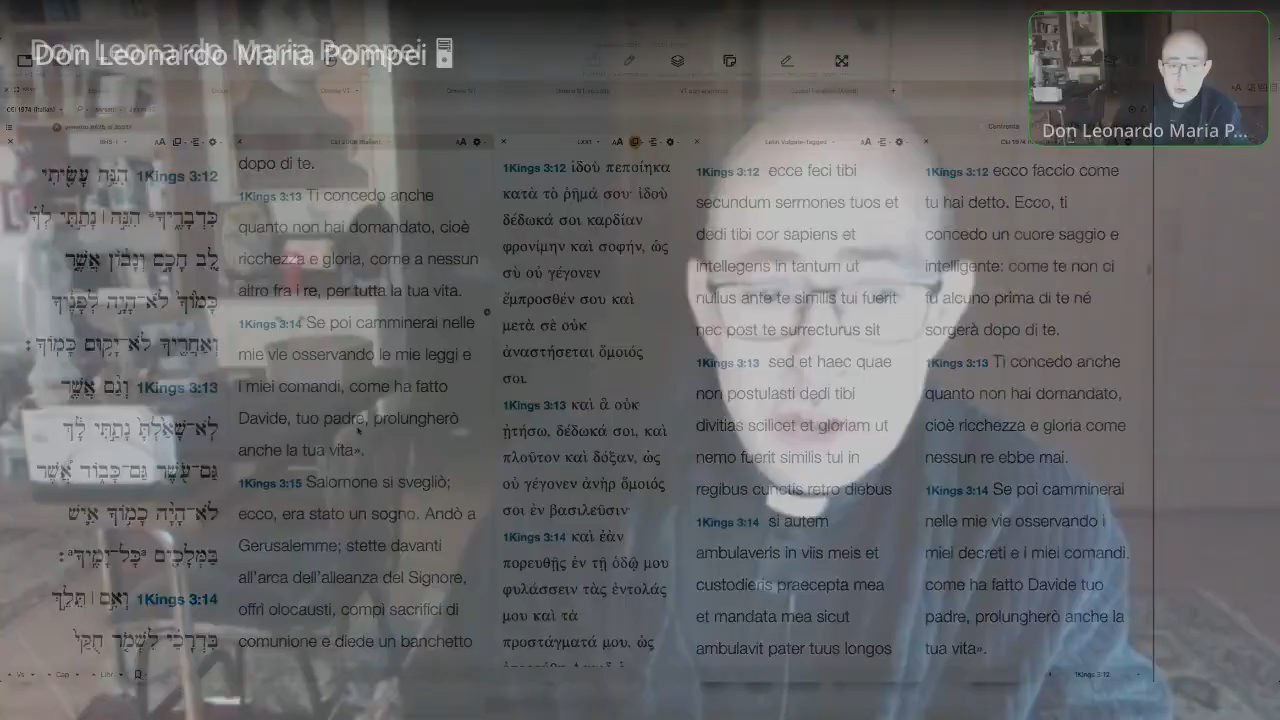 Don Leonardo Maria Pompei
Don Leonardo Maria P...
1Kings 3:12 הִנֵּ֥ה עָשִׂ֖יתִי
כִּדְבָרֶ֑יךָ הִנֵּ֣ה ׀ נָתַ֣תִּי לְךָ֗
לֵ֚ב חָכָ֣ם וְנָב֔וֹן אֲשֶׁ֤ר
כָּמ֙וֹךָ֙ לֹא־הָיָ֣ה לְפָנֶ֔יךָ
וְאַחֲרֶ֖יךָ לֹא־יָק֥וּם כָּמֽוֹךָ׃
1Kings 3:13 וְגַ֨ם אֲשֶׁ֤ר
לֹֽא־שָׁאַ֙לְתָּ֙ נָתַ֣תִּי לָ֔ךְ
גַּם־עֹ֖שֶׁר גַּם־כָּב֑וֹד אֲשֶׁ֠ר
לֹא־הָיָ֨ה כָמ֥וֹךָ אִ֛ישׁ
בַּמְּלָכִ֖ים כָּל־יָמֶֽיךָ׃
1Kings 3:14 וְאִ֣ם ׀ תֵּלֵ֣ךְ
בִּדְרָכַ֗י לִשְׁמֹ֤ר חֻקַּי֙
dopo di te.
1Kings 3:13 Ti concedo anche
quanto non hai domandato, cioè
ricchezza e gloria, come a nessun
altro fra i re, per tutta la tua vita.
1Kings 3:14 Se poi camminerai nelle
mie vie osservando le mie leggi e
i miei comandi, come ha fatto
Davide, tuo padre, prolungherò
anche la tua vita».
1Kings 3:15 Salomone si svegliò;
ecco, era stato un sogno. Andò a
Gerusalemme; stette davanti
all'arca dell'alleanza del Signore,
offrì olocausti, compì sacrifici di
comunione e diede un banchetto
1Kings 3:12 ἰδοὺ πεποίηκα
κατὰ τὸ ῥῆμά σου· ἰδοὺ
δέδωκά σοι καρδίαν
φρονίμην καὶ σοφήν, ὡς
σὺ οὐ γέγονεν
ἔμπροσθέν σου καὶ
μετὰ σὲ οὐκ
ἀναστήσεται ὅμοιός
σοι.
1Kings 3:13 καὶ ἃ οὐκ
ᾐτήσω, δέδωκά σοι, καὶ
πλοῦτον καὶ δόξαν, ὡς
οὐ γέγονεν ἀνὴρ ὅμοιός
σοι ἐν βασιλεῦσιν·
1Kings 3:14 καὶ ἐὰν
πορευθῇς ἐν τῇ ὁδῷ μου
φυλάσσειν τὰς ἐντολάς
μου καὶ τὰ
προστάγματά μου, ὡς
1Kings 3:12 ecce feci tibi
secundum sermones tuos et
dedi tibi cor sapiens et
intellegens in tantum ut
nullus ante te similis tui fuerit
nec post te surrecturus sit
1Kings 3:13 sed et haec quae
non postulasti dedi tibi
divitias scilicet et gloriam ut
nemo fuerit similis tui in
regibus cunctis retro diebus
1Kings 3:14 si autem
ambulaveris in viis meis et
custodieris praecepta mea
et mandata mea sicut
ambulavit pater tuus longos
1Kings 3:12 ecco faccio come
tu hai detto. Ecco, ti
concedo un cuore saggio e
intelligente: come te non ci
fu alcuno prima di te né
sorgerà dopo di te.
1Kings 3:13 Ti concedo anche
quanto non hai domandato,
cioè ricchezza e gloria come
nessun re ebbe mai.
1Kings 3:14 Se poi camminerai
nelle mie vie osservando i
miei decreti e i miei comandi,
come ha fatto Davide tuo
padre, prolungherò anche la
tua vita».
1Kings 3:12